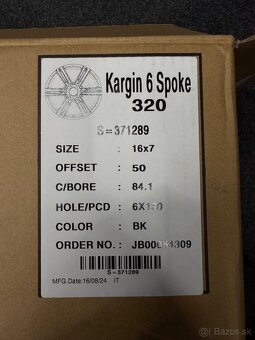 Kargin 6 Spoke
320
S=371289
SIZE : 16x7
OFFSET : 50
C/BORE : 84.1
HOLE/PCD :
COLOR : BK
ORDER NO. :
S=371289
MFG.Date:16/08/24 IT
sbazos.sk